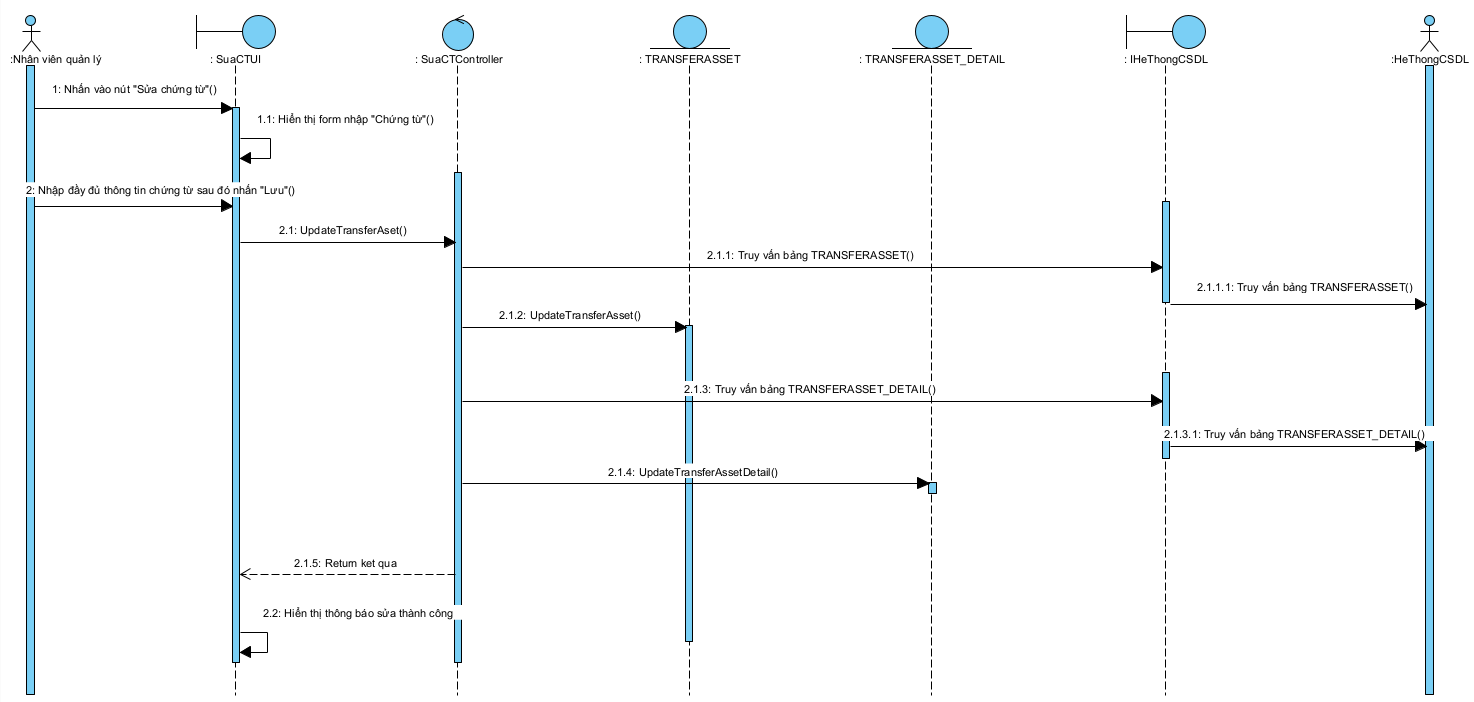 :Nhân viên quản lý
: SuaCTUI
: SuaCTController
: TRANSFERASSET
: TRANSFERASSET_DETAIL
: IHeThongCSDL
:HeThongCSDL
1: Nhấn vào nút "Sửa chứng từ"()
1.1: Hiển thị form nhập "Chứng từ"()
2: Nhập đầy đủ thông tin chứng từ sau đó nhấn "Lưu"()
2.1: UpdateTransferAset()
2.1.1: Truy vấn bảng TRANSFERASSET()
2.1.1.1: Truy vấn bảng TRANSFERASSET()
2.1.2: UpdateTransferAsset()
2.1.3: Truy vấn bảng TRANSFERASSET_DETAIL()
2.1.3.1: Truy vấn bảng TRANSFERASSET_DETAIL()
2.1.4: UpdateTransferAssetDetail()
2.1.5: Return ket qua
2.2: Hiển thị thông báo sửa thành công